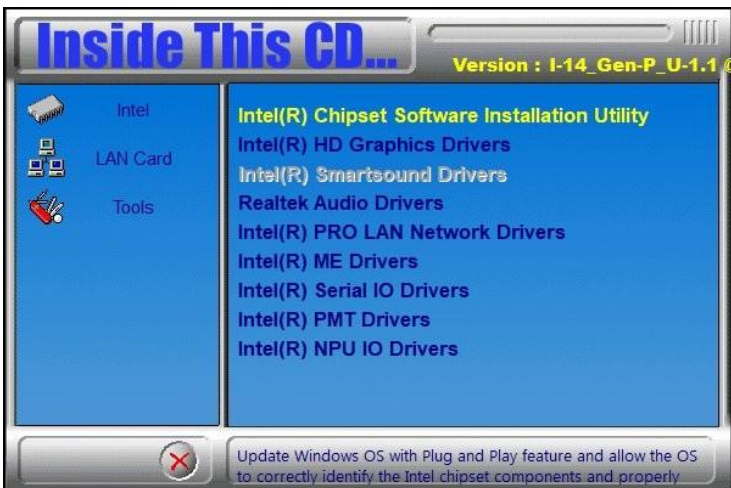 Inside This CD...
Version : I-14_Gen-P_U-1.1
Intel
LAN Card
Tools
Intel(R) Chipset Software Installation Utility
Intel(R) HD Graphics Drivers
Intel(R) Smartsound Drivers
Realtek Audio Drivers
Intel(R) PRO LAN Network Drivers
Intel(R) ME Drivers
Intel(R) Serial IO Drivers
Intel(R) PMT Drivers
Intel(R) NPU IO Drivers
Update Windows OS with Plug and Play feature and allow the OS
to correctly identify the Intel chipset components and properly